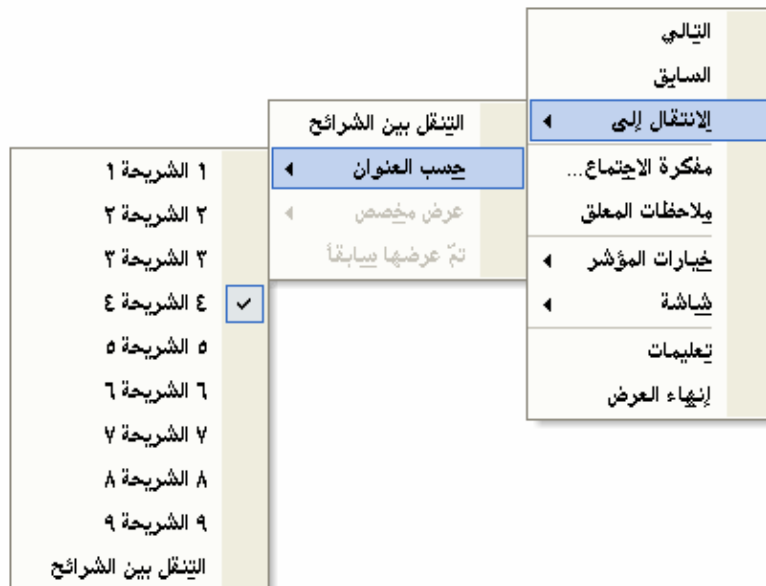 التالي
السابق
الانتقال إلى
مفكرة الاجتماع...
ملاحظات المعلق
خيارات المؤشر
شاشة
تعليمات
إنهاء العرض
التنقل بين الشرائح
حسب العنوان
عرض مخصص
تمّ عرضها سابقاً
١ الشريحة ١
٢ الشريحة ٢
٣ الشريحة ٣
٤ الشريحة ٤
٥ الشريحة ٥
٦ الشريحة ٦
٧ الشريحة ٧
٨ الشريحة ٨
٩ الشريحة ٩
التنقل بين الشرائح